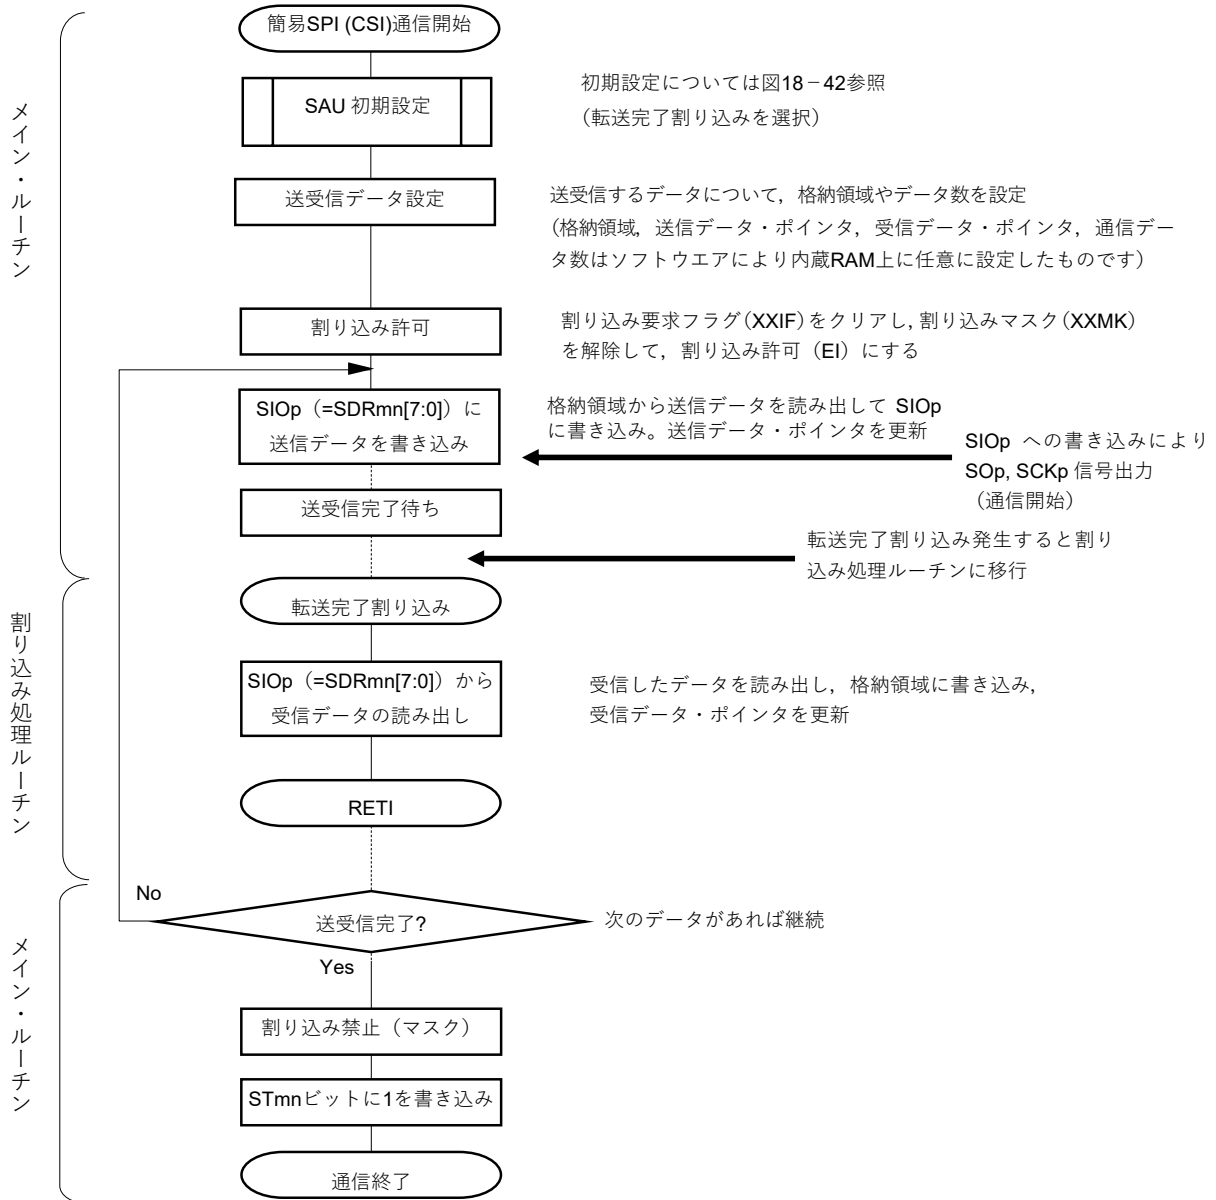 簡易SPI (CSI)通信開始
メイン・ルーチン
SAU 初期設定
初期設定については図18－42参照
（転送完了割り込みを選択）
送受信データ設定
送受信するデータについて，格納領域やデータ数を設定
（格納領域，送信データ・ポインタ，受信データ・ポインタ，通信デー
タ数はソフトウエアにより内蔵RAM上に任意に設定したものです）
割り込み許可
割り込み要求フラグ（XXIF）をクリアし，割り込みマスク（XXMK）
を解除して，割り込み許可（EI）にする
SIOp（=SDRmn[7:0]）に
送信データを書き込み
格納領域から送信データを読み出して SIOp
に書き込み。送信データ・ポインタを更新
SIOp への書き込みにより
SOp, SCKp 信号出力
（通信開始）
送受信完了待ち
転送完了割り込み発生すると割り
込み処理ルーチンに移行
割り込み処理ルーチン
転送完了割り込み
SIOp（=SDRmn[7:0]）から
受信データの読み出し
受信したデータを読み出し，格納領域に書き込み，
受信データ・ポインタを更新
RETI
メイン・ルーチン
No
送受信完了?
次のデータがあれば継続
Yes
割り込み禁止（マスク）
STmnビットに1を書き込み
通信終了